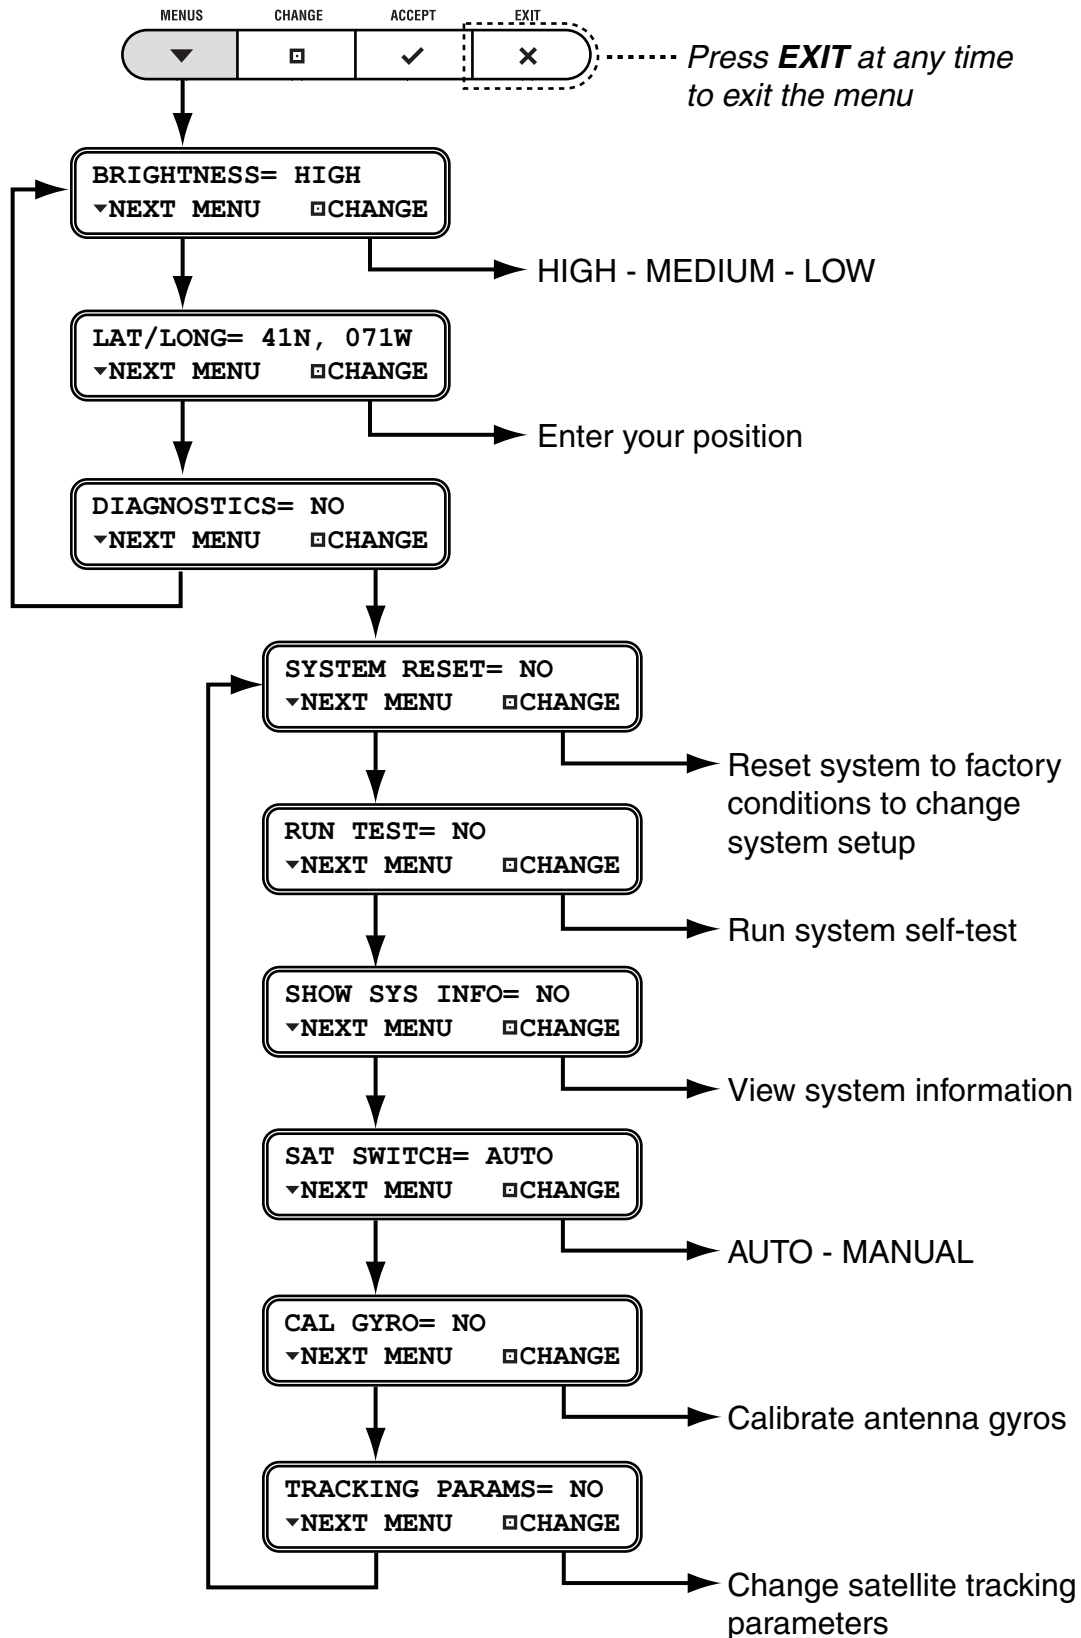 MENUS CHANGE ACCEPT EXIT
Press EXIT at any time
to exit the menu
BRIGHTNESS= HIGH
▼NEXT MENU ⊡CHANGE
HIGH - MEDIUM - LOW
LAT/LONG= 41N, 071W
▼NEXT MENU ⊡CHANGE
Enter your position
DIAGNOSTICS= NO
▼NEXT MENU ⊡CHANGE
SYSTEM RESET= NO
▼NEXT MENU ⊡CHANGE
Reset system to factory
conditions to change
system setup
RUN TEST= NO
▼NEXT MENU ⊡CHANGE
Run system self-test
SHOW SYS INFO= NO
▼NEXT MENU ⊡CHANGE
View system information
SAT SWITCH= AUTO
▼NEXT MENU ⊡CHANGE
AUTO - MANUAL
CAL GYRO= NO
▼NEXT MENU ⊡CHANGE
Calibrate antenna gyros
TRACKING PARAMS= NO
▼NEXT MENU ⊡CHANGE
Change satellite tracking
parameters